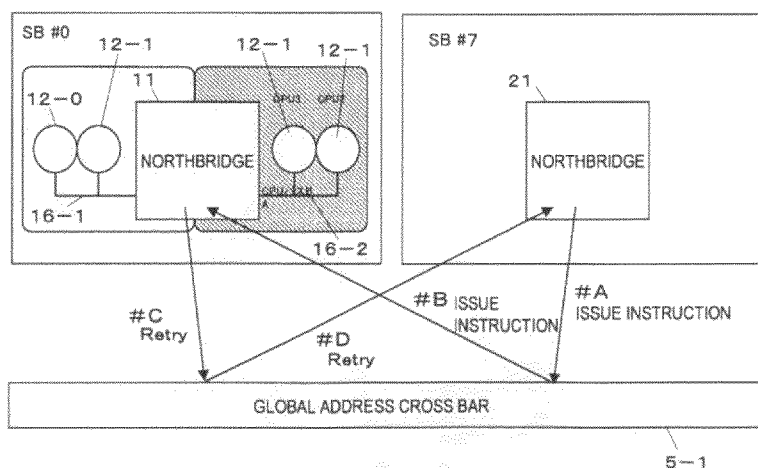 SB #0
12-1
12-1
12-1
SB #7
12-0
11
21
CPU1
NORTHBRIDGE
NORTHBRIDGE
A
16-1
16-2
#C
Retry
#D
Retry
#B ISSUE
INSTRUCTION
#A
ISSUE INSTRUCTION
GLOBAL ADDRESS CROSS BAR
5-1